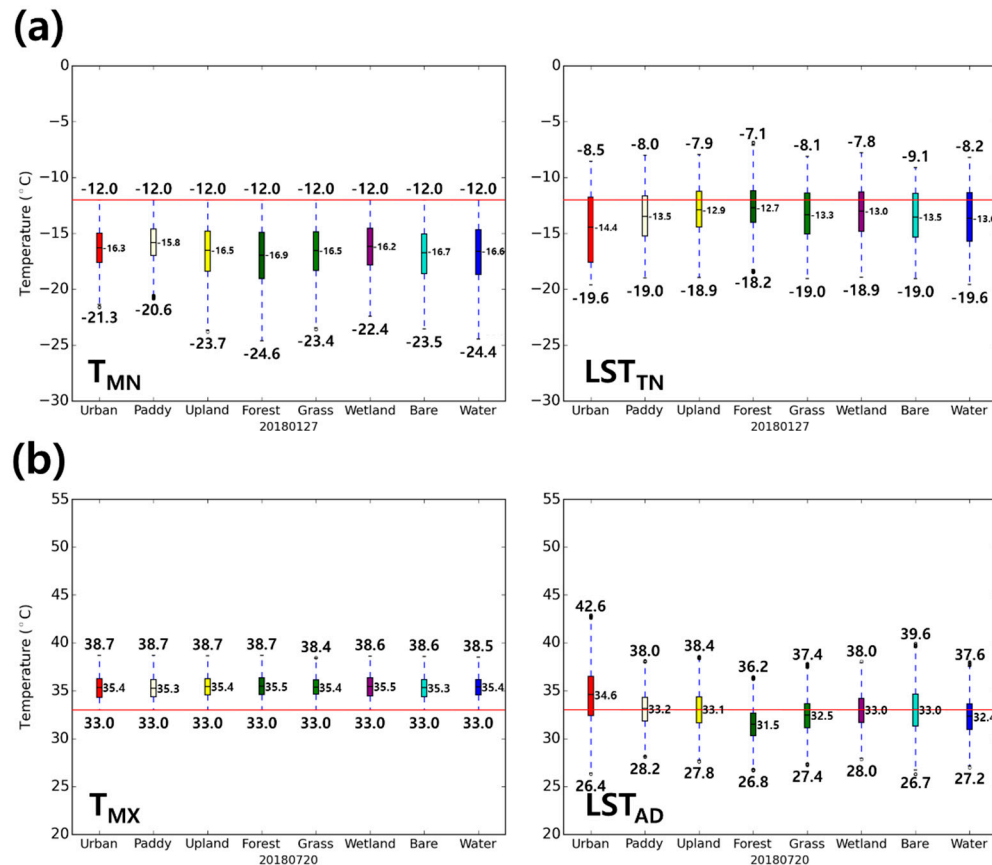 (a)
0
−5
−10
−15
−20
−25
−30
Temperature (°C)
-12.0 -12.0 -12.0 -12.0 -12.0 -12.0 -12.0 -12.0
-16.3 -15.8 -16.5 -16.9 -16.5 -16.2 -16.7 -16.6
-21.3 -20.6 -23.7 -24.6 -23.4 -22.4 -23.5 -24.4
TMN
Urban Paddy Upland Forest Grass Wetland Bare Water
20180127
0
−5
−10
−15
−20
−25
−30
-8.5 -8.0 -7.9 -7.1 -8.1 -7.8 -9.1 -8.2
-14.4 -13.5 -12.9 -12.7 -13.3 -13.0 -13.5
-19.6 -19.0 -18.9 -18.2 -19.0 -18.9 -19.0 -19.6
LSTTN
Urban Paddy Upland Forest Grass Wetland Bare Water
20180127
(b)
55
50
45
40
35
30
25
20
Temperature (°C)
38.7 38.7 38.7 38.7 38.4 38.6 38.6 38.5
35.4 35.3 35.4 35.5 35.4 35.5 35.3 35.4
33.0 33.0 33.0 33.0 33.0 33.0 33.0 33.0
TMX
Urban Paddy Upland Forest Grass Wetland Bare Water
20180720
55
50
45
40
35
30
25
20
42.6 38.0 38.4 36.2 37.4 38.0 39.6 37.6
34.6 33.2 33.1 31.5 32.5 33.0 33.0 32.4
26.4 28.2 27.8 26.8 27.4 28.0 26.7 27.2
LSTAD
Urban Paddy Upland Forest Grass Wetland Bare Water
20180720